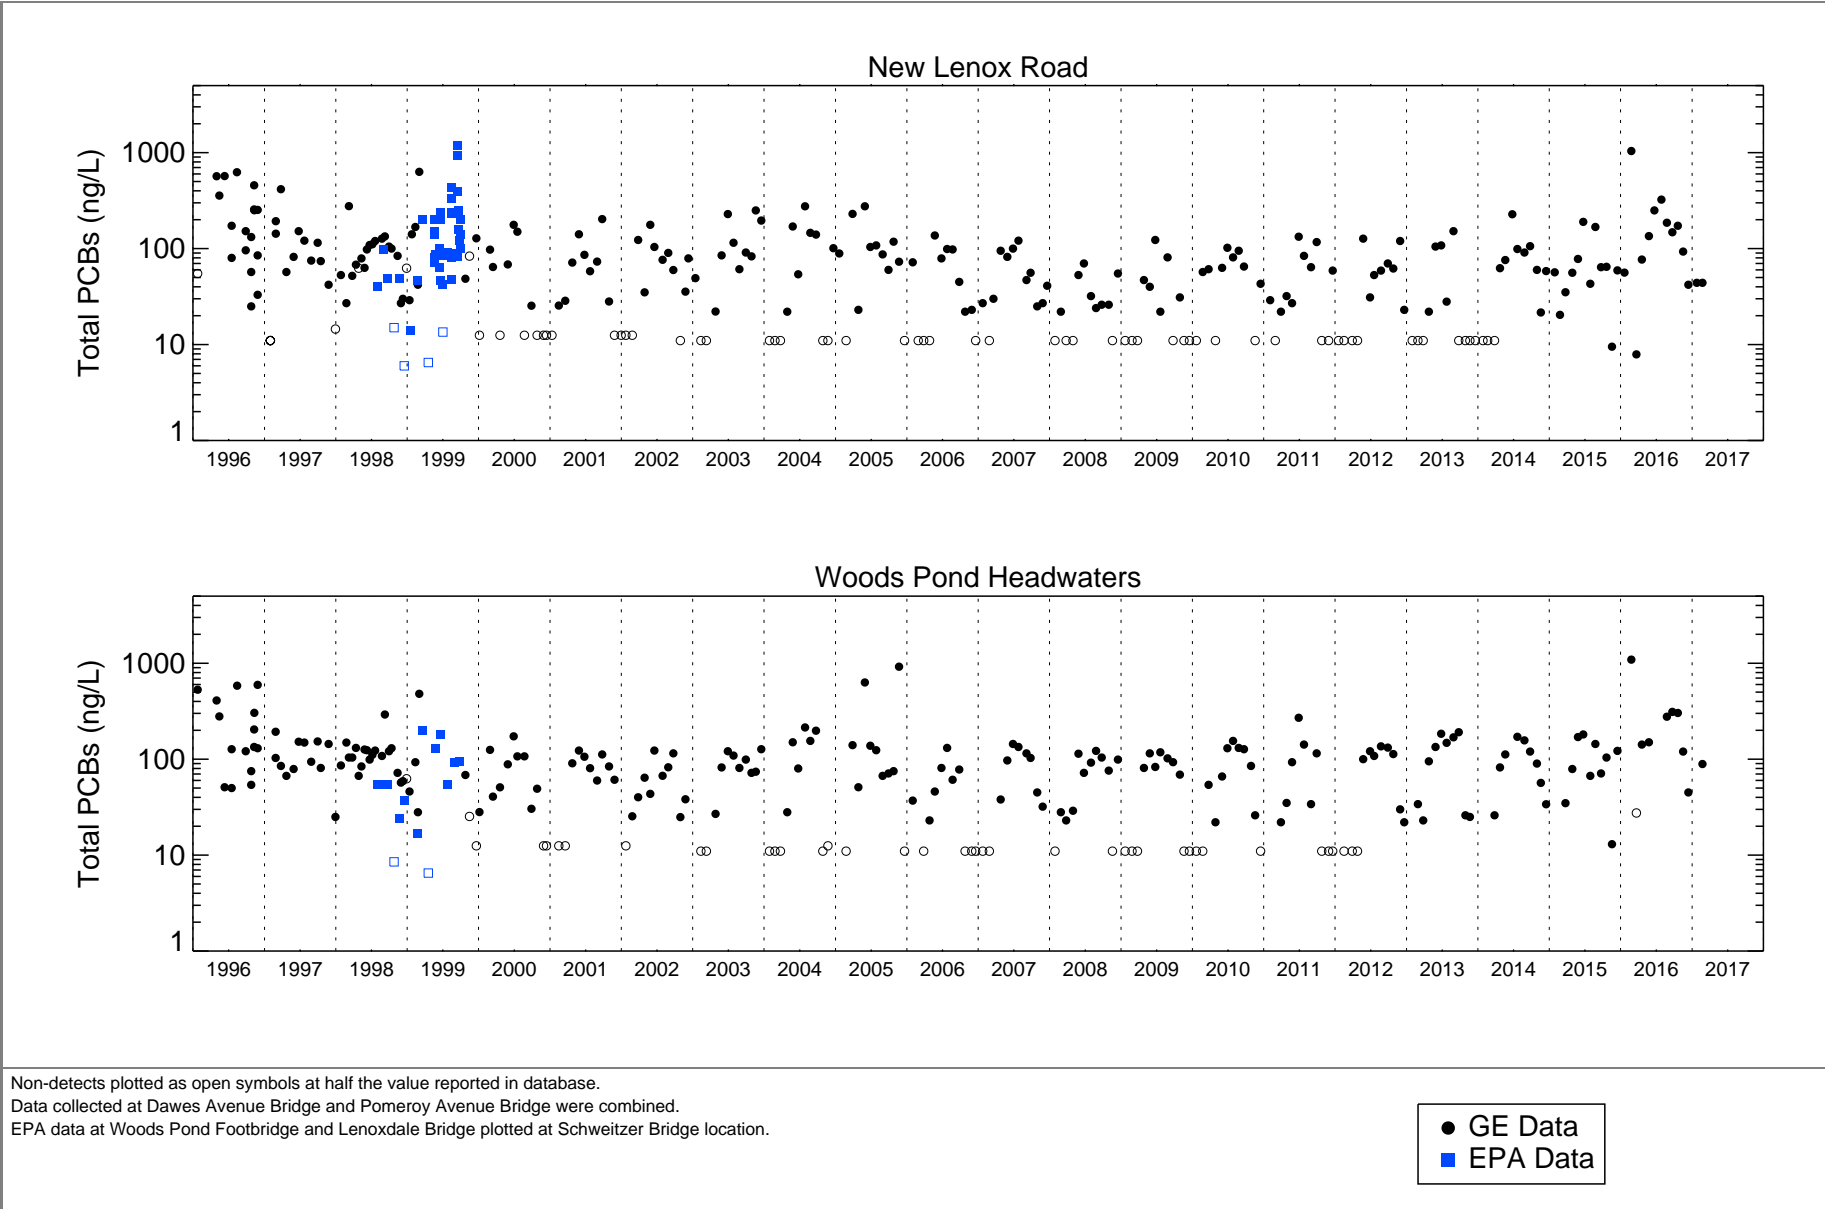 New Lenox Road
Total PCBs (ng/L)
1000
100
10
1
1996 1997 1998 1999 2000 2001 2002 2003 2004 2005 2006 2007 2008 2009 2010 2011 2012 2013 2014 2015 2016 2017
Woods Pond Headwaters
Total PCBs (ng/L)
1000
100
10
1
1996 1997 1998 1999 2000 2001 2002 2003 2004 2005 2006 2007 2008 2009 2010 2011 2012 2013 2014 2015 2016 2017
Non-detects plotted as open symbols at half the value reported in database.
Data collected at Dawes Avenue Bridge and Pomeroy Avenue Bridge were combined.
EPA data at Woods Pond Footbridge and Lenoxdale Bridge plotted at Schweitzer Bridge location.
GE Data
EPA Data